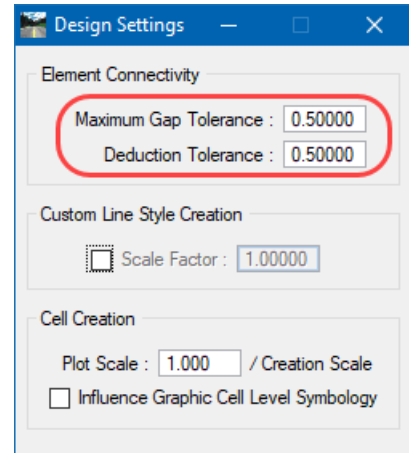 Design Settings
Element Connectivity
Maximum Gap Tolerance : 0.50000
Deduction Tolerance : 0.50000
Custom Line Style Creation
Scale Factor : 1.00000
Cell Creation
Plot Scale : 1.000 / Creation Scale
Influence Graphic Cell Level Symbology